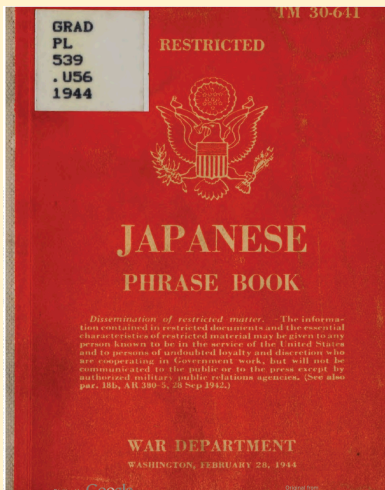 TM 30-641
GRAD
PL
539
.U56
1944
RESTRICTED
JAPANESE
PHRASE BOOK
Dissemination of restricted matter. —The informa-
tion contained in restricted documents and the essential
characteristics of restricted material may be given to any
person known to be in the service of the United States
and to persons of undoubted loyalty and discretion who
are cooperating in Government work, but will not be
communicated to the public or to the press except by
authorized military public relations agencies. (See also
par. 18b, AR 380-5, 28 Sep 1942.)
WAR DEPARTMENT
WASHINGTON, FEBRUARY 28, 1944
Google
Original from